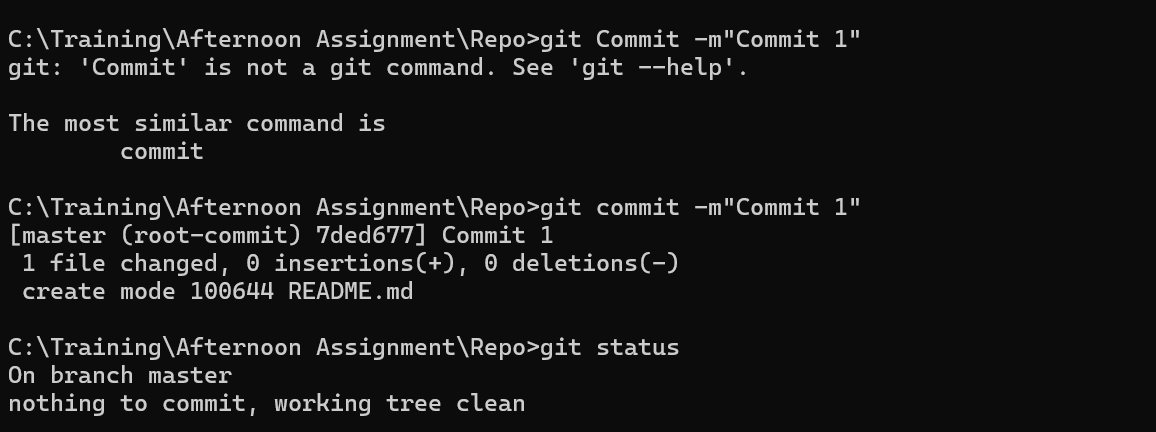 C:\Training\Afternoon Assignment\Repo>git Commit -m"Commit 1"
git: 'Commit' is not a git command. See 'git --help'.
The most similar command is
        commit
C:\Training\Afternoon Assignment\Repo>git commit -m"Commit 1"
[master (root-commit) 7ded677] Commit 1
 1 file changed, 0 insertions(+), 0 deletions(-)
 create mode 100644 README.md
C:\Training\Afternoon Assignment\Repo>git status
On branch master
nothing to commit, working tree clean